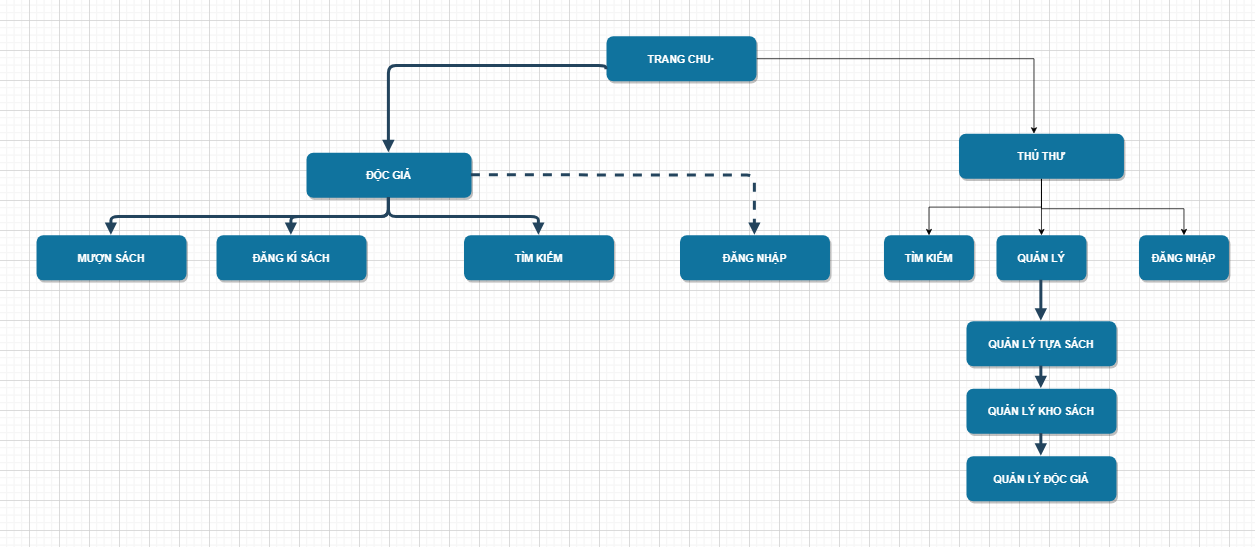 TRANG CHU·
THỦ THƯ
ĐỘC GIẢ
MƯỢN SÁCH
ĐĂNG KÍ SÁCH
TÌM KIẾM
ĐĂNG NHẬP
TÌM KIẾM
QUẢN LÝ
ĐĂNG NHẬP
QUẢN LÝ TỰA SÁCH
QUẢN LÝ KHO SÁCH
QUẢN LÝ ĐỘC GIẢ